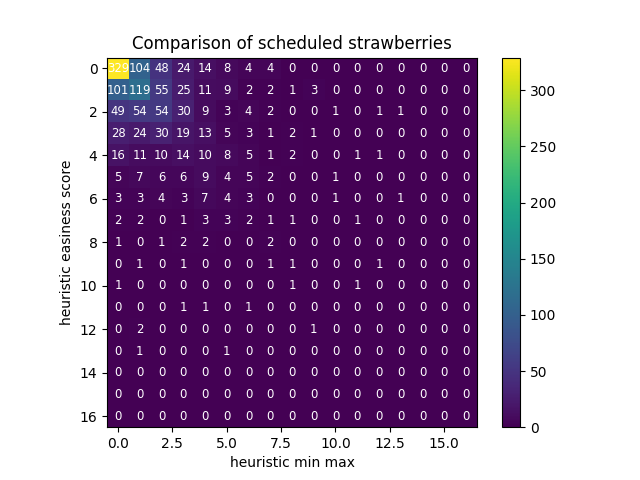 Comparison of scheduled strawberries
0 329 104 48 24 14 8 4 4 0 0 0 0 0 0 0 0 0
101 119 55 25 11 9 2 2 1 3 0 0 0 0 0 0 0
2 49 54 54 30 9 3 4 2 0 0 1 0 1 1 0 0 0
28 24 30 19 13 5 3 1 2 1 0 0 0 0 0 0 0
4 16 11 10 14 10 8 5 1 2 0 0 1 1 0 0 0 0
5 7 6 6 9 4 5 2 0 0 1 0 0 0 0 0 0
6 3 3 4 3 7 4 3 0 0 0 1 0 0 1 0 0 0
2 2 0 1 3 3 2 1 1 0 0 1 0 0 0 0 0
8 1 0 1 2 2 0 0 2 0 0 0 0 0 0 0 0 0
0 1 0 1 0 0 0 1 1 0 0 0 1 0 0 0 0
10 1 0 0 0 0 0 0 0 1 0 0 1 0 0 0 0 0
0 0 0 1 1 0 1 0 0 0 0 0 0 0 0 0 0
12 0 2 0 0 0 0 0 0 0 1 0 0 0 0 0 0 0
0 1 0 0 0 1 0 0 0 0 0 0 0 0 0 0 0
14 0 0 0 0 0 0 0 0 0 0 0 0 0 0 0 0 0
0 0 0 0 0 0 0 0 0 0 0 0 0 0 0 0 0
16 0 0 0 0 0 0 0 0 0 0 0 0 0 0 0 0 0
0.0 2.5 5.0 7.5 10.0 12.5 15.0
heuristic min max
heuristic easiness score
300
250
200
150
100
50
0